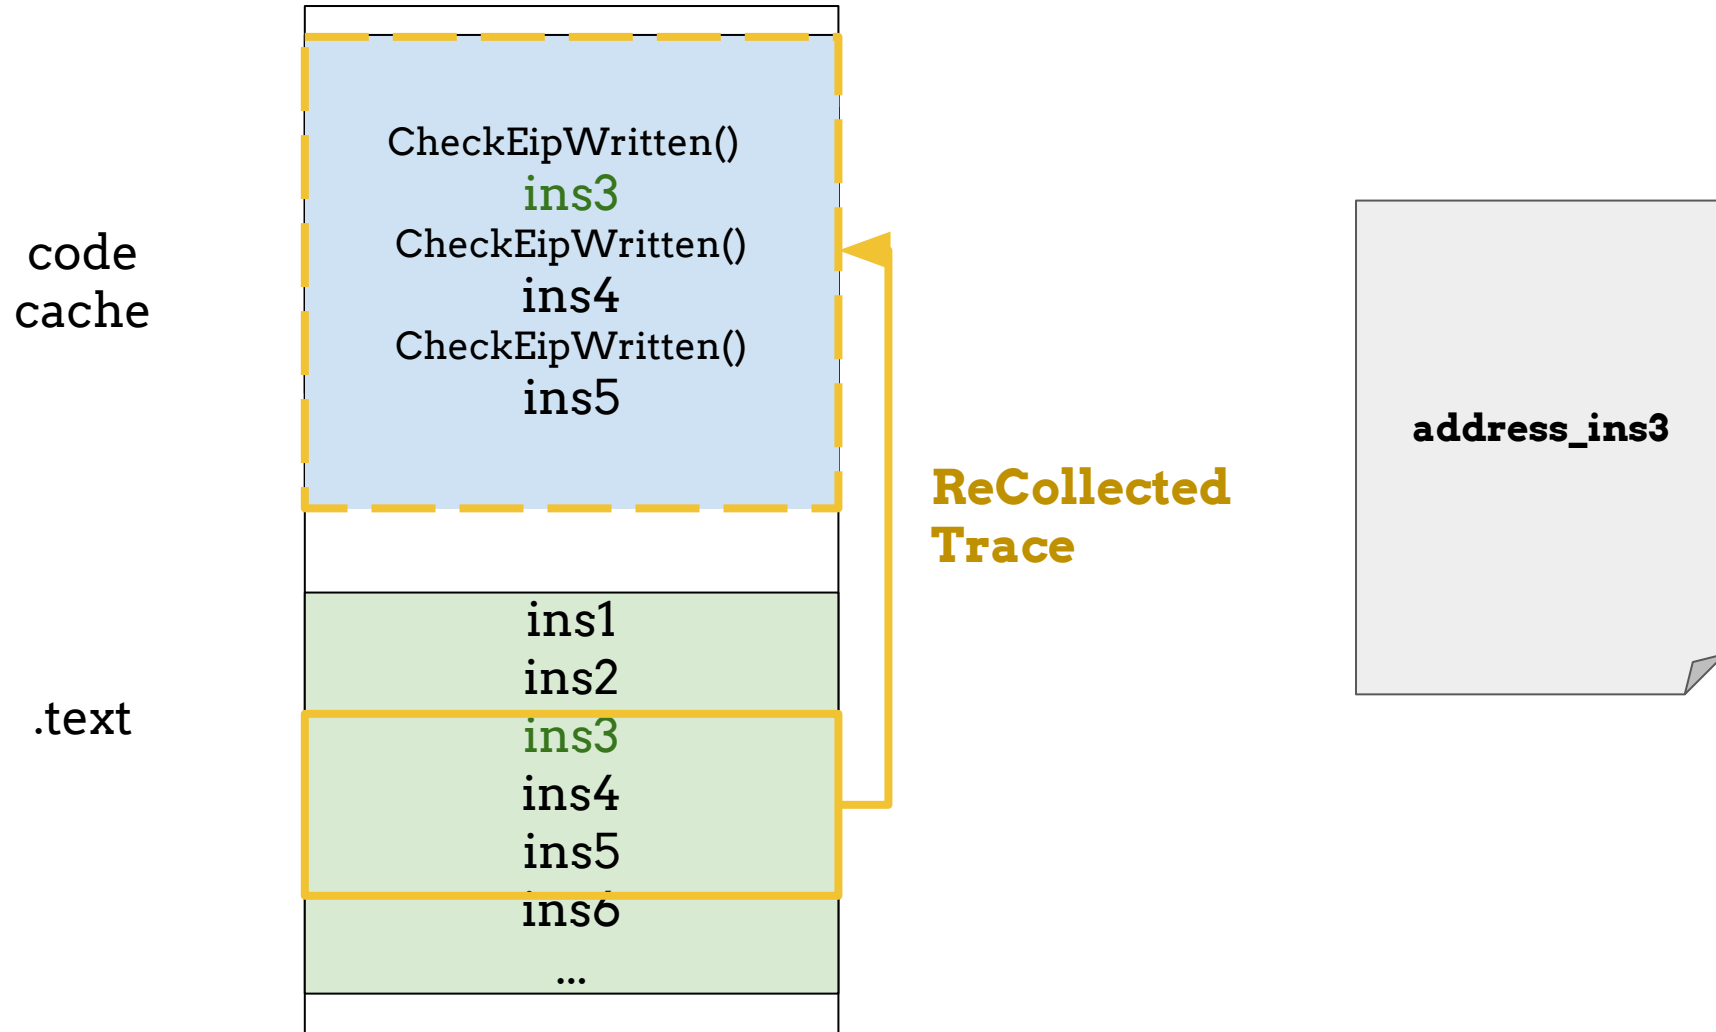 CheckEipWritten()
ins3
CheckEipWritten()
ins4
CheckEipWritten()
ins5
code
cache
ReCollected
Trace
address_ins3
ins1
ins2
ins3
ins4
ins5
ins6
...
.text